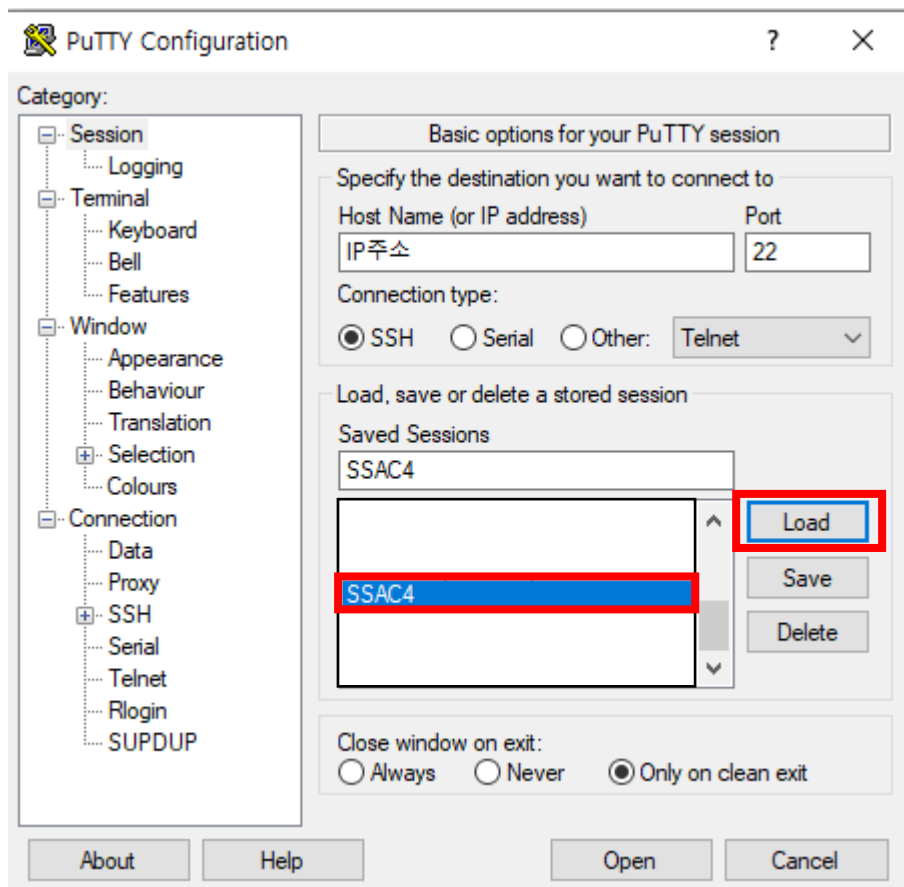 PuTTY Configuration ? ×
Category:
Session
Logging
Terminal
Keyboard
Bell
Features
Window
Appearance
Behaviour
Translation
Selection
Colours
Connection
Data
Proxy
SSH
Serial
Telnet
Rlogin
SUPDUP
Basic options for your PuTTY session
Specify the destination you want to connect to
Host Name (or IP address) Port
IP주소 22
Connection type:
SSH Serial Other: Telnet
Load, save or delete a stored session
Saved Sessions
SSAC4
Load
SSAC4
Save
Delete
Close window on exit:
Always Never Only on clean exit
About Help Open Cancel